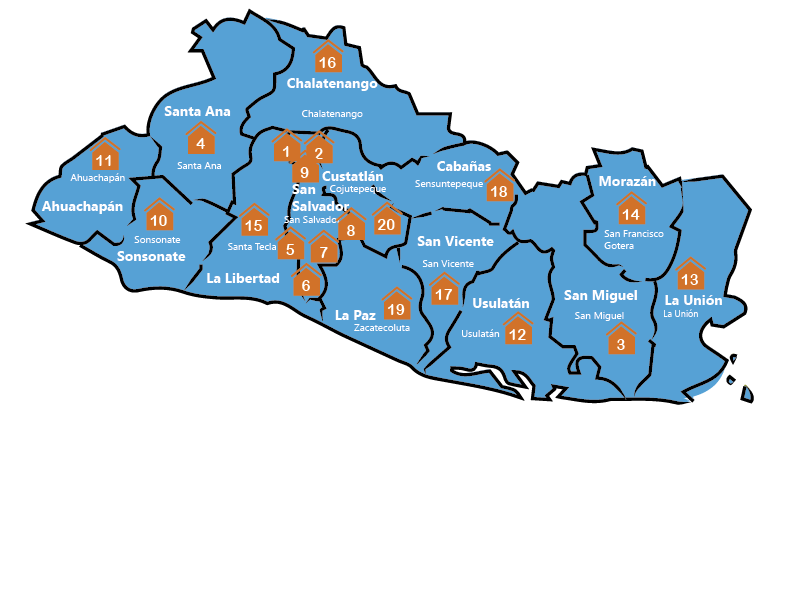 16
Chalatenango
Chalatenango
Santa Ana
4
Santa Ana
1
2
9
11
Ahuachapán
Ahuachapán
10
Sonsonate
Sonsonate
Custatlán
Cojutepeque
San
Salvador
San Salvador
Cabañas
Sensuntepeque
18
15
Santa Tecla
5
7
8
20
La Libertad
6
San Vicente
San Vicente
17
La Paz
19
Zacatecoluta
Usulatán
Usulatán
12
Morazán
14
San Francisco
Gotera
San Miguel
San Miguel
3
13
La Unión
La Unión